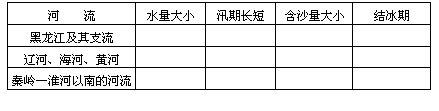 河 流 水量大小 汛期长短 含沙量大小 结冰期
黑龙江及其支流
辽河、海河、黄河
秦岭一淮河以南的河流